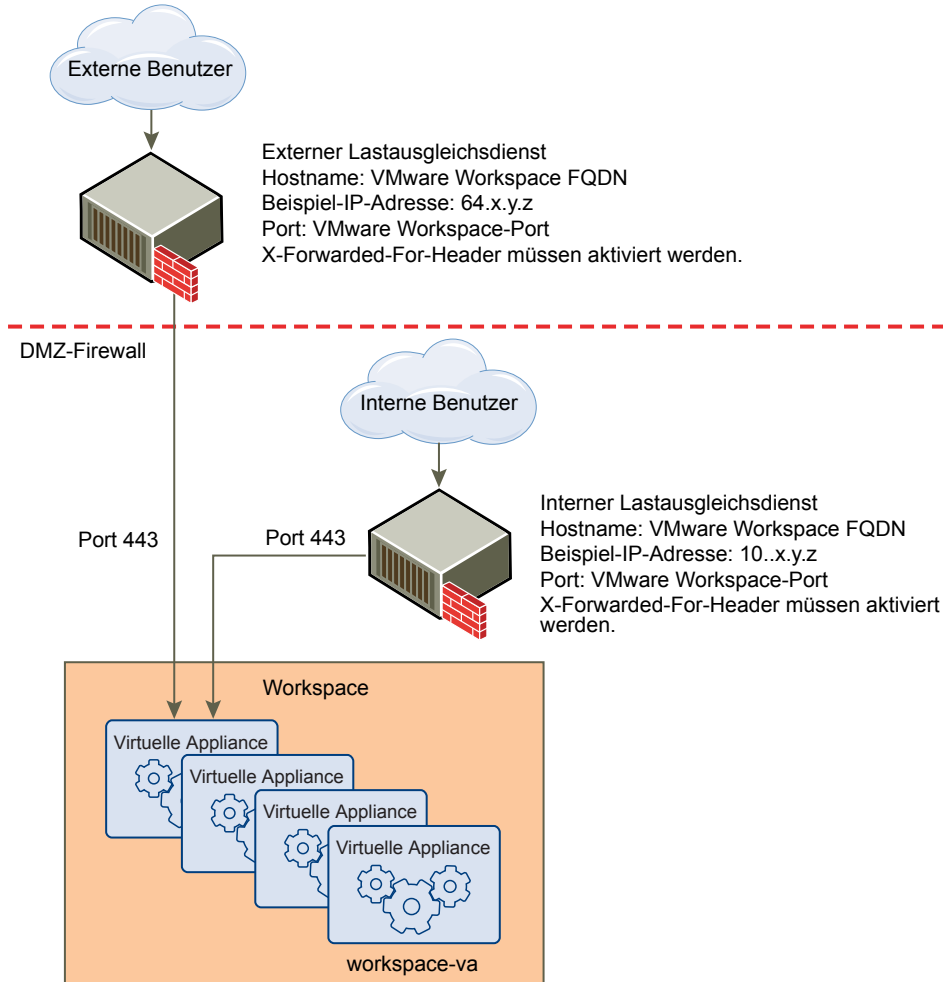 Externe Benutzer
Externer Lastausgleichsdienst
Hostname: VMware Workspace FQDN
Beispiel-IP-Adresse: 64.x.y.z
Port: VMware Workspace-Port
X-Forwarded-For-Header müssen aktiviert werden.
DMZ-Firewall
Interne Benutzer
Interner Lastausgleichsdienst
Hostname: VMware Workspace FQDN
Beispiel-IP-Adresse: 10..x.y.z
Port: VMware Workspace-Port
X-Forwarded-For-Header müssen aktiviert
werden.
Port 443
Port 443
Workspace
Virtuelle Appliance
Virtuelle Appliance
Virtuelle Appliance
Virtuelle Appliance
workspace-va